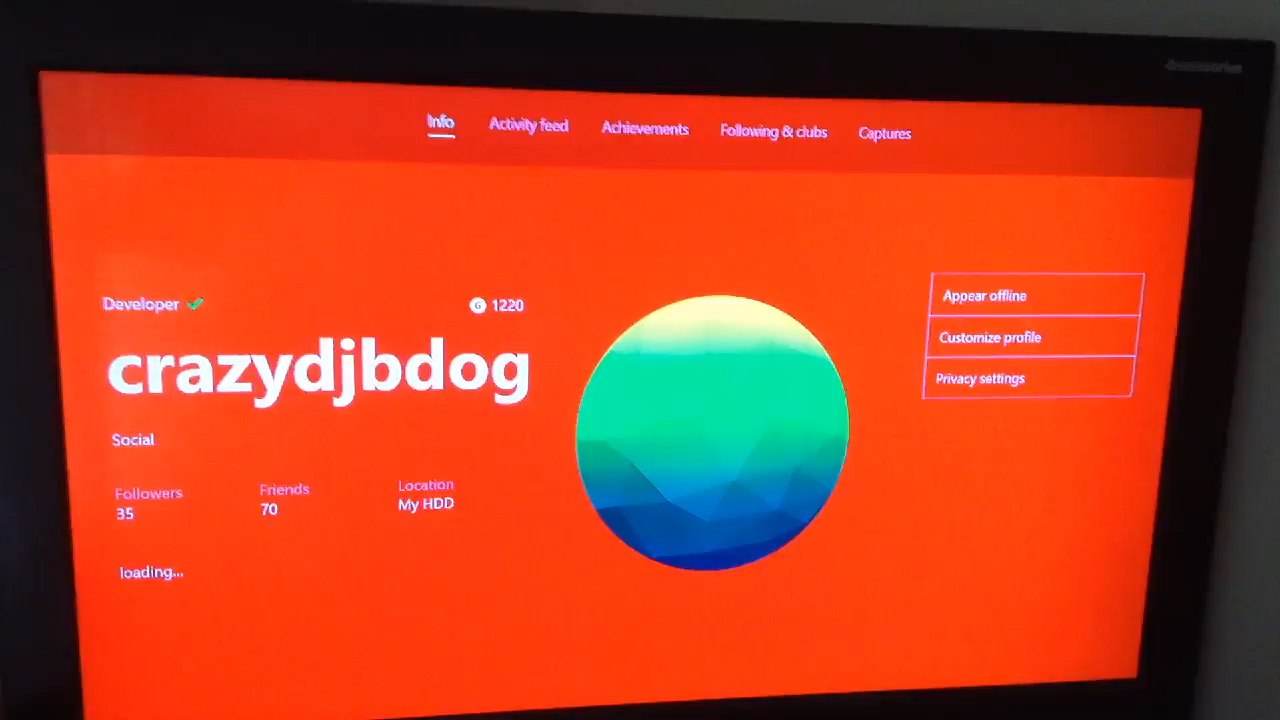 Info Activity feed Achievements Following & clubs Captures
Developer
G 1220
crazydjbdog
Social
Followers Friends Location
35 70 My HDD
loading...
Appear offline
Customize profile
Privacy settings